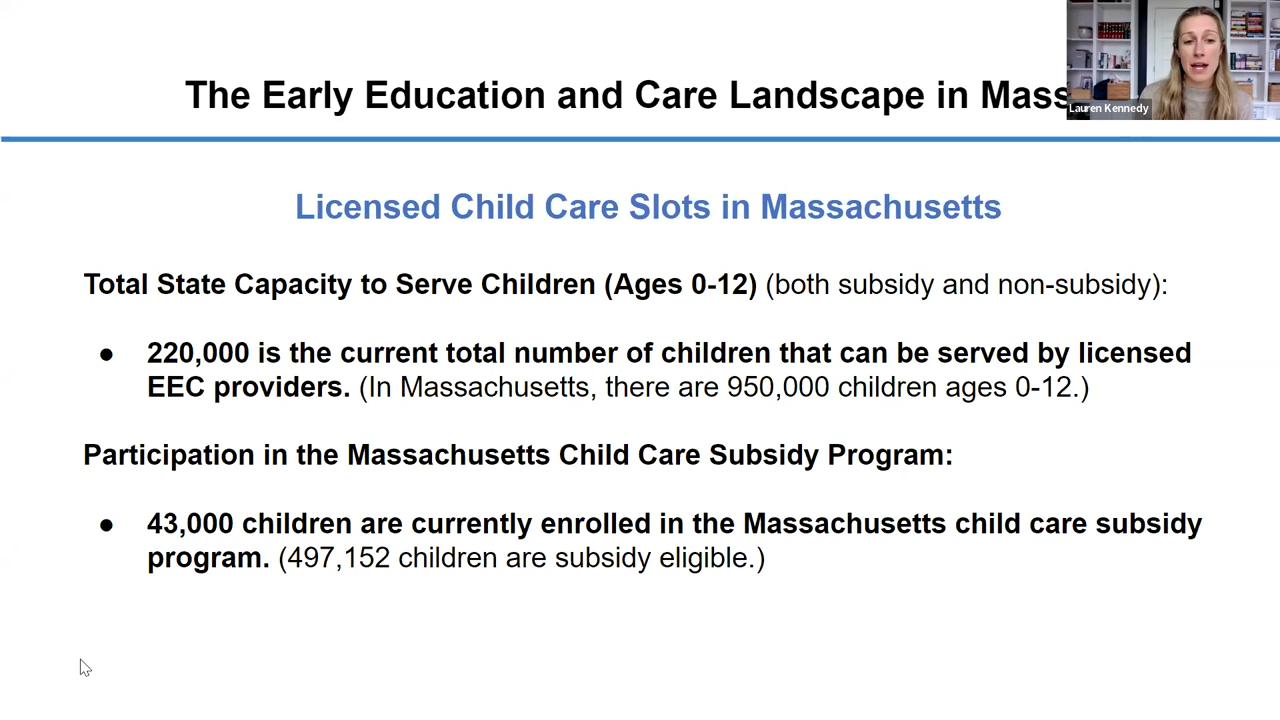 The Early Education and Care Landscape in Mass
Lauren Kennedy
Licensed Child Care Slots in Massachusetts
Total State Capacity to Serve Children (Ages 0-12) (both subsidy and non-subsidy):
● 220,000 is the current total number of children that can be served by licensed
EEC providers. (In Massachusetts, there are 950,000 children ages 0-12.)
Participation in the Massachusetts Child Care Subsidy Program:
● 43,000 children are currently enrolled in the Massachusetts child care subsidy
program. (497,152 children are subsidy eligible.)